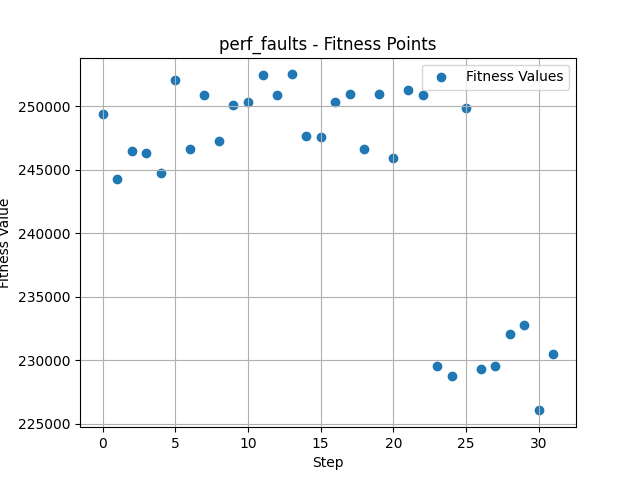 perf_faults - Fitness Points
Fitness Values
Fitness Value
250000
245000
240000
235000
230000
225000
0 5 10 15 20 25 30
Step